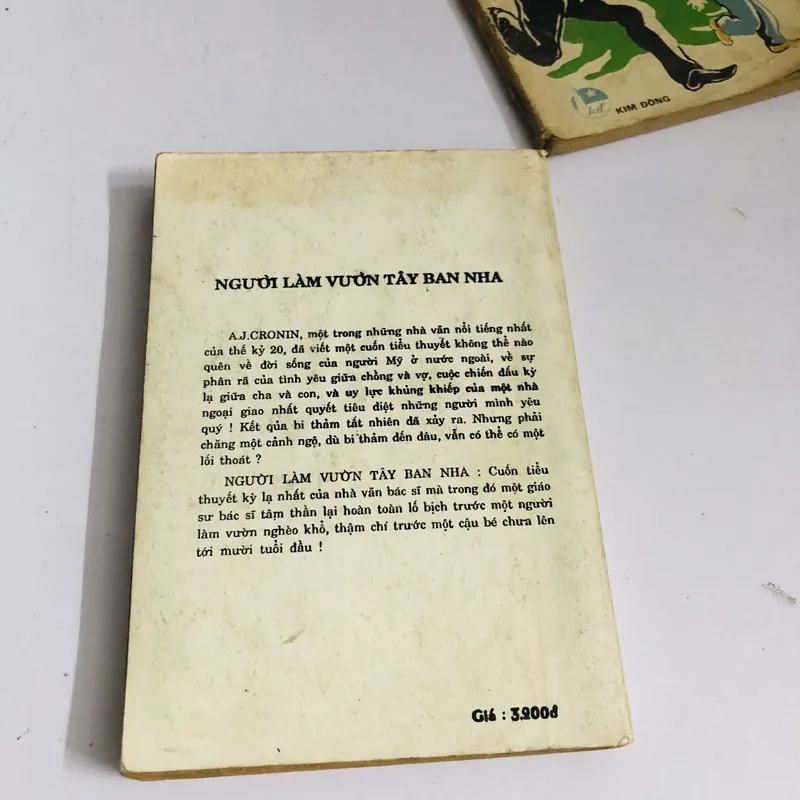 KIM ĐỒNG
NGƯỜI LÀM VƯỜN TÂY BAN NHA
A.J.CRONIN, một trong những nhà văn nổi tiếng nhất
của thế kỷ 20, đã viết một cuốn tiểu thuyết không thể nào
quên về đời sống của người Mỹ ở nước ngoài, về sự
phân rã của tình yêu giữa chồng và vợ, cuộc chiến đấu kỳ
lạ giữa cha và con, và uy lực khủng khiếp của một nhà
ngoại giao nhất quyết tiêu diệt những người mình yêu
quý ! Kết qủa bi thảm tất nhiên đã xảy ra. Nhưng phải
chăng một cảnh ngộ, dù bi thảm đến đâu, vẫn có thể có một
lối thoát ?
NGƯỜI LÀM VƯỜN TÂY BAN NHA : Cuốn tiểu
thuyết kỳ lạ nhất của nhà văn bác sĩ mà trong đó một giáo
sư bác sĩ tâm thần lại hoàn toàn lố bịch trước một người
làm vườn nghèo khổ, thậm chí trước một cậu bé chưa lên
tới mười tuổi đầu !
Giá : 3.200đ